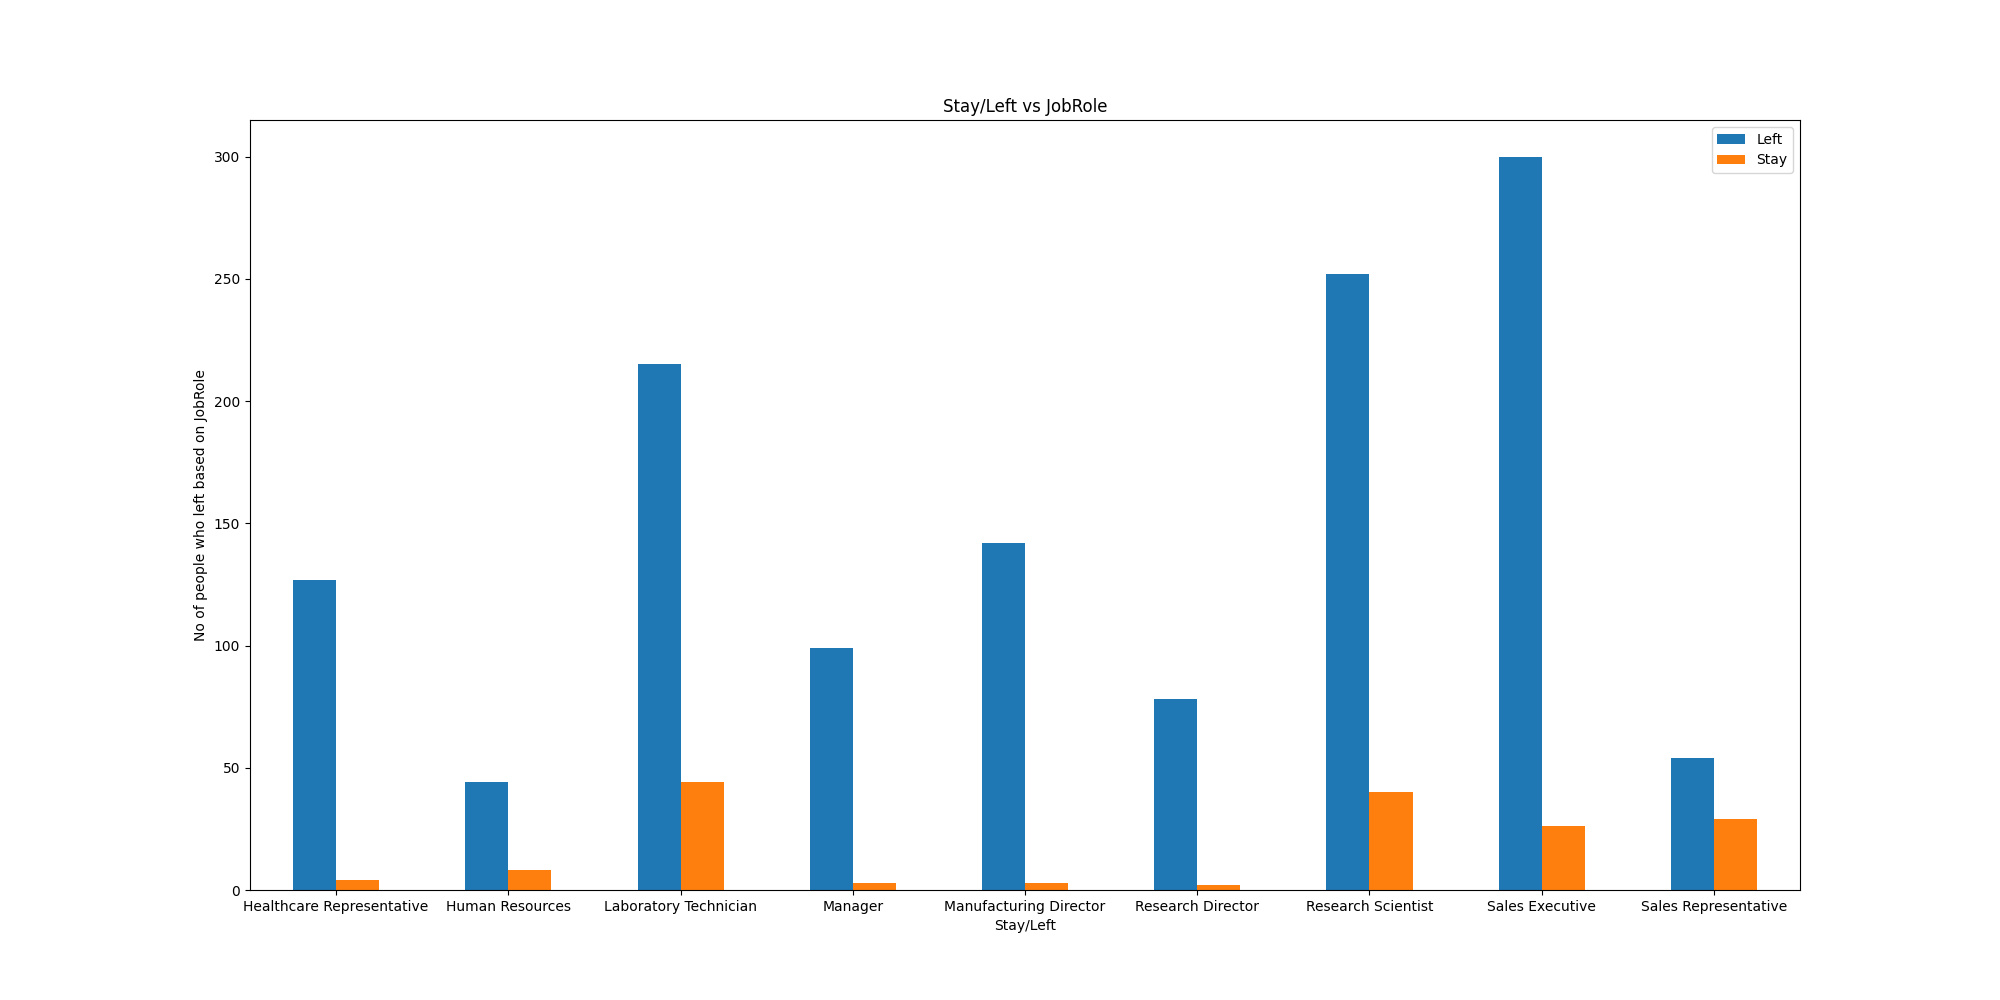 Stay/Left vs JobRole
Left
Stay
300
250
200
150
100
50
0
No of people who left based on JobRole
Healthcare Representative Human Resources Laboratory Technician Manager Manufacturing Director Research Director Research Scientist Sales Executive Sales Representative
Stay/Left